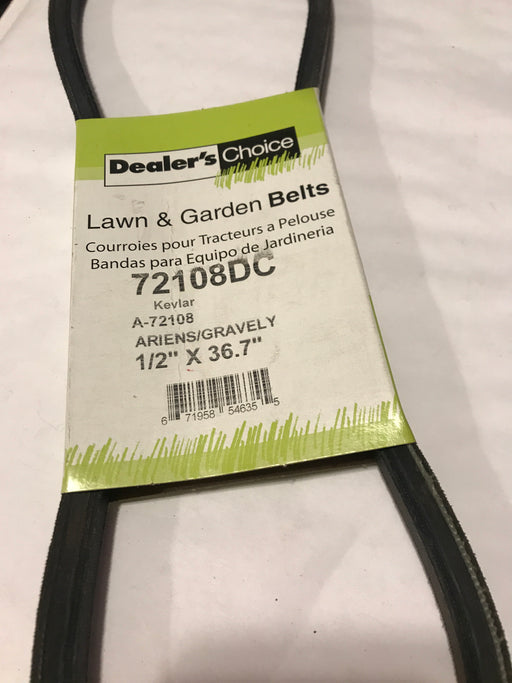 Dealer's Choice
Lawn & Garden Belts
Courroies pour Tracteurs a Pelouse
Bandas para Equipo de Jardineria
72108DC
Kevlar
A-72108
ARIENS/GRAVELY
1/2" X 36.7"
6 71958 54635 5